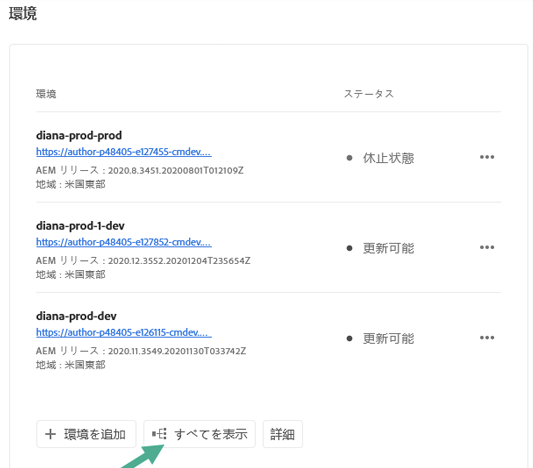 環境
環境 ステータス
diana-prod-prod
https://author-p48405-e127455-cmdev....
AEM リリース : 2020.8.3451.20200801T012109Z
地域 : 米国東部
休止状態
diana-prod-1-dev
https://author-p48405-e127852-cmdev....
AEM リリース : 2020.12.3552.20201204T235654Z
地域 : 米国東部
更新可能
diana-prod-dev
https://author-p48405-e126115-cmdev....
AEM リリース : 2020.11.3549.20201130T033742Z
地域 : 米国東部
更新可能
環境を追加 すべてを表示 詳細